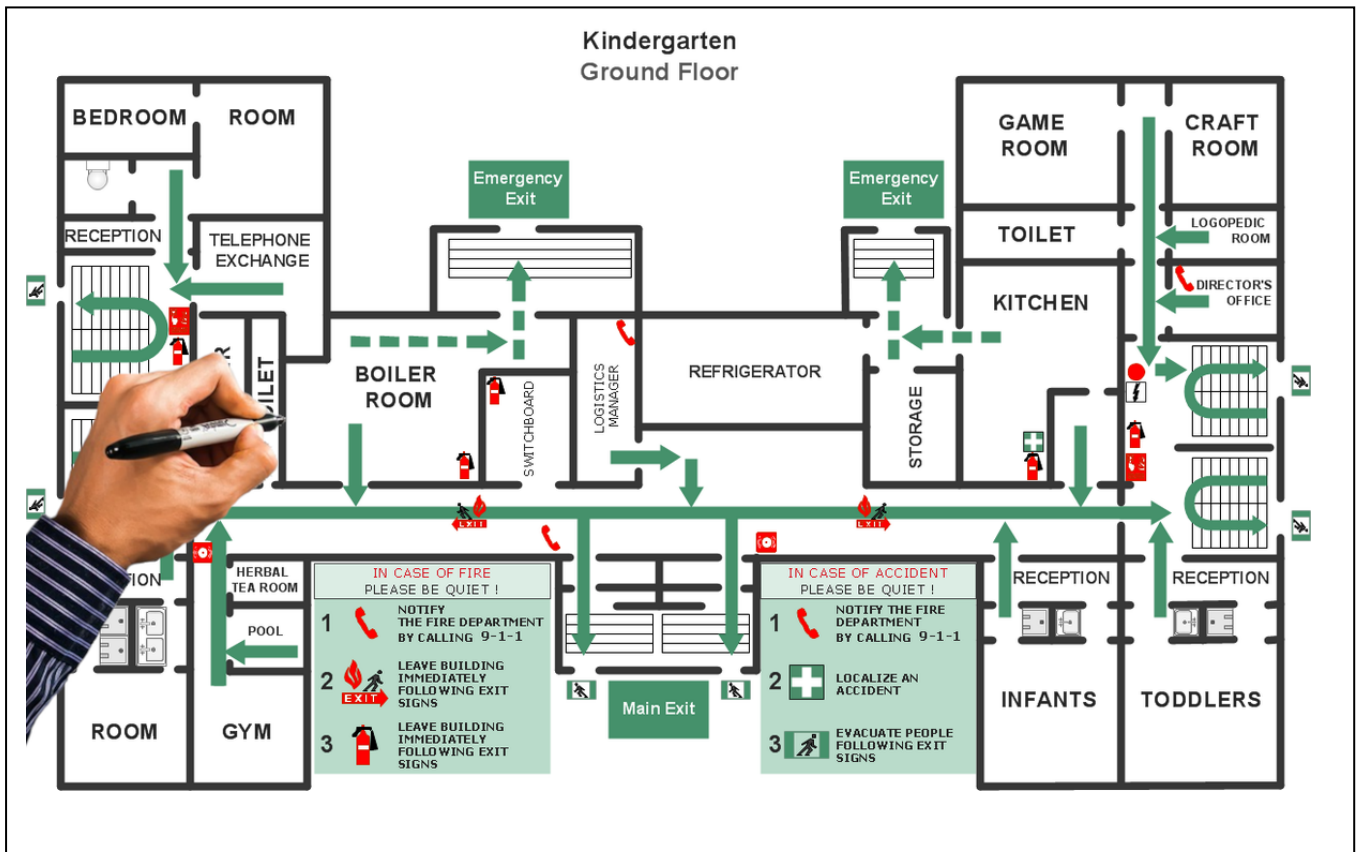 Kindergarten
Ground Floor
BEDROOM
ROOM
GAME
ROOM
CRAFT
ROOM
Emergency
Exit
Emergency
Exit
RECEPTION
TELEPHONE
EXCHANGE
TOILET
LOGOPEDIC
ROOM
KITCHEN
DIRECTOR'S
OFFICE
BOILER
ROOM
SWITCHBOARD
LOGISTICS
MANAGER
REFRIGERATOR
STORAGE
EXIT
EXIT
HERBAL
TEA ROOM
POOL
ROOM
GYM
IN CASE OF FIRE
PLEASE BE QUIET !
1
NOTIFY
THE FIRE DEPARTMENT
BY CALLING 9-1-1
2
EXIT
LEAVE BUILDING
IMMEDIATELY
FOLLOWING EXIT
SIGNS
3
LEAVE BUILDING
IMMEDIATELY
FOLLOWING EXIT
SIGNS
Main Exit
IN CASE OF ACCIDENT
PLEASE BE QUIET !
1
NOTIFY THE FIRE
DEPARTMENT
BY CALLING 9-1-1
2
LOCALIZE AN
ACCIDENT
3
EVACUATE PEOPLE
FOLLOWING EXIT
SIGNS
RECEPTION
RECEPTION
INFANTS
TODDLERS